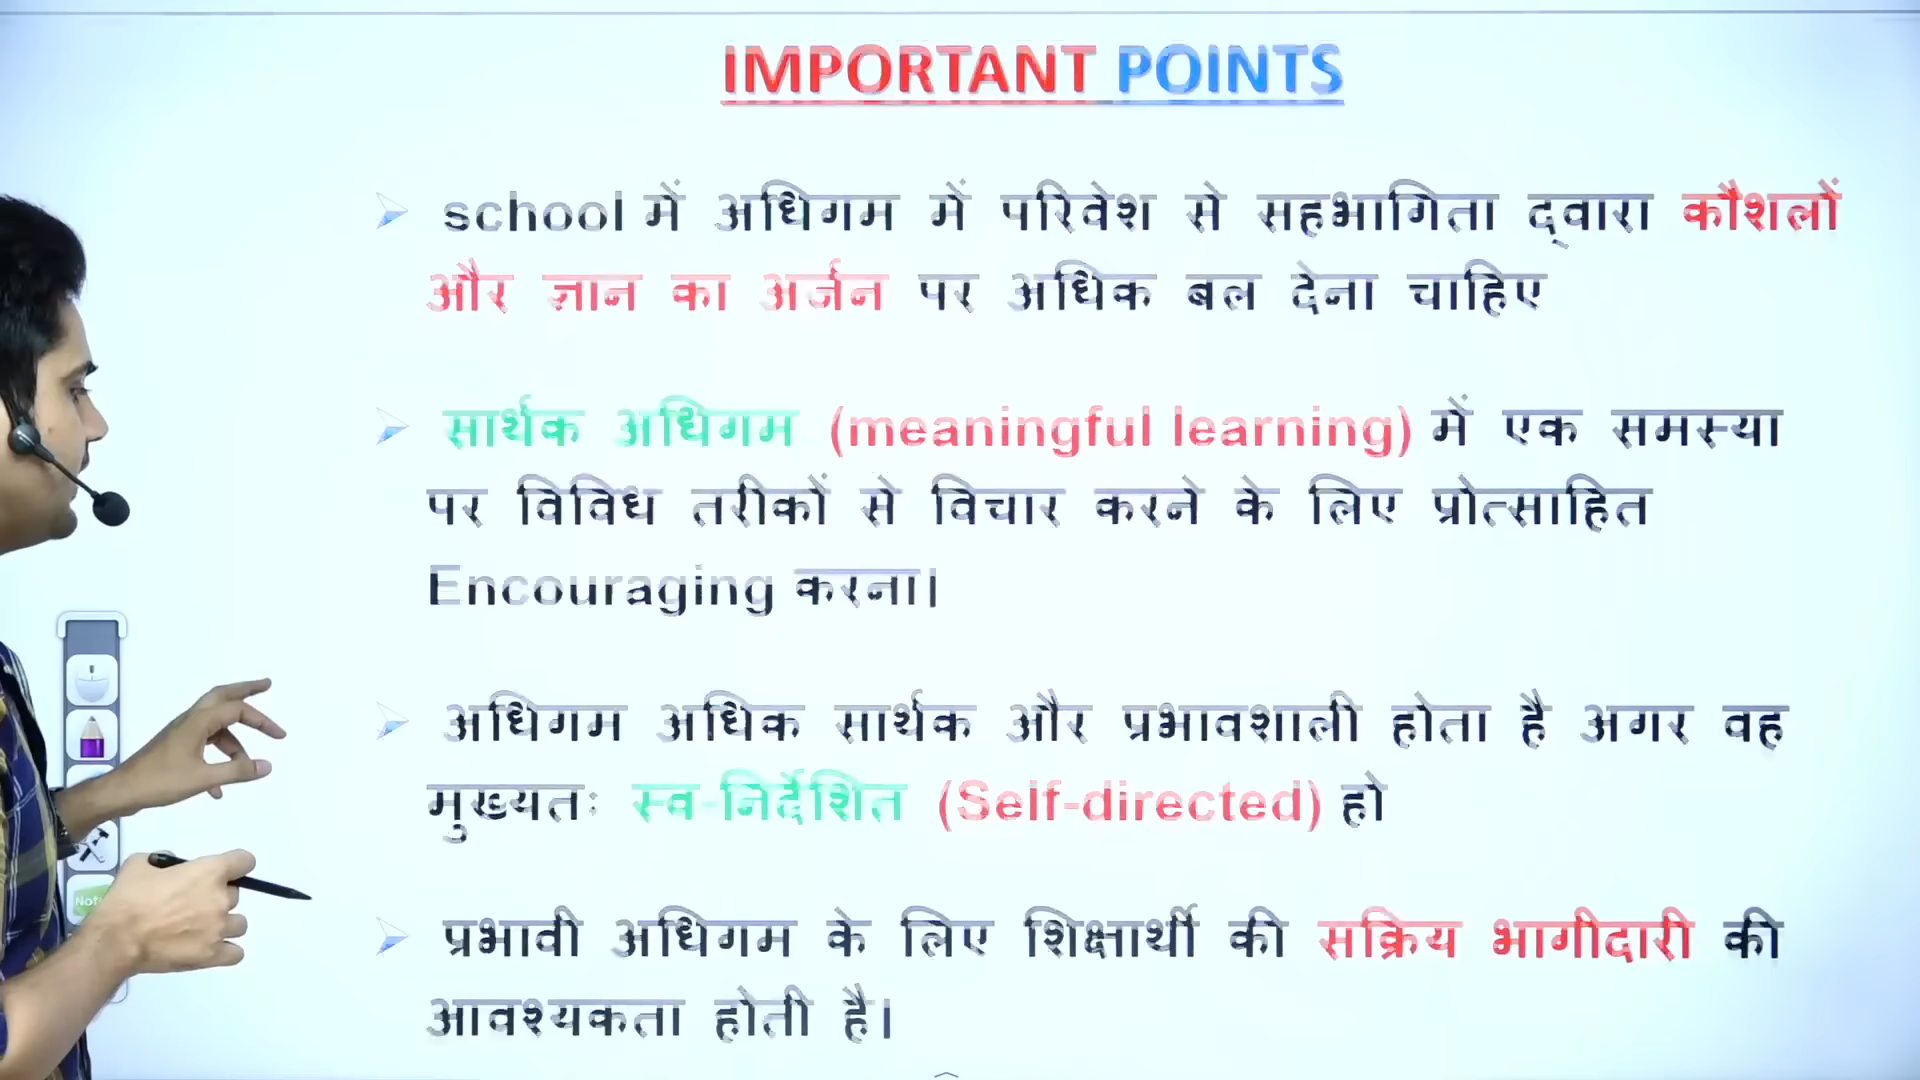 IMPORTANT POINTS
school में अधिगम में परिवेश से सहभागिता द्वारा कौशलों
और ज्ञान का अर्जन पर अधिक बल देना चाहिए
सार्थक अधिगम (meaningful learning) में एक समस्या
पर विविध तरीकों से विचार करने के लिए प्रोत्साहित
Encouraging करना।
अधिगम अधिक सार्थक और प्रभावशाली होता है अगर वह
मुख्यतः स्व-निर्देशित (Self-directed) हो
प्रभावी अधिगम के लिए शिक्षार्थी की सक्रिय भागीदारी की
आवश्यकता होती है।